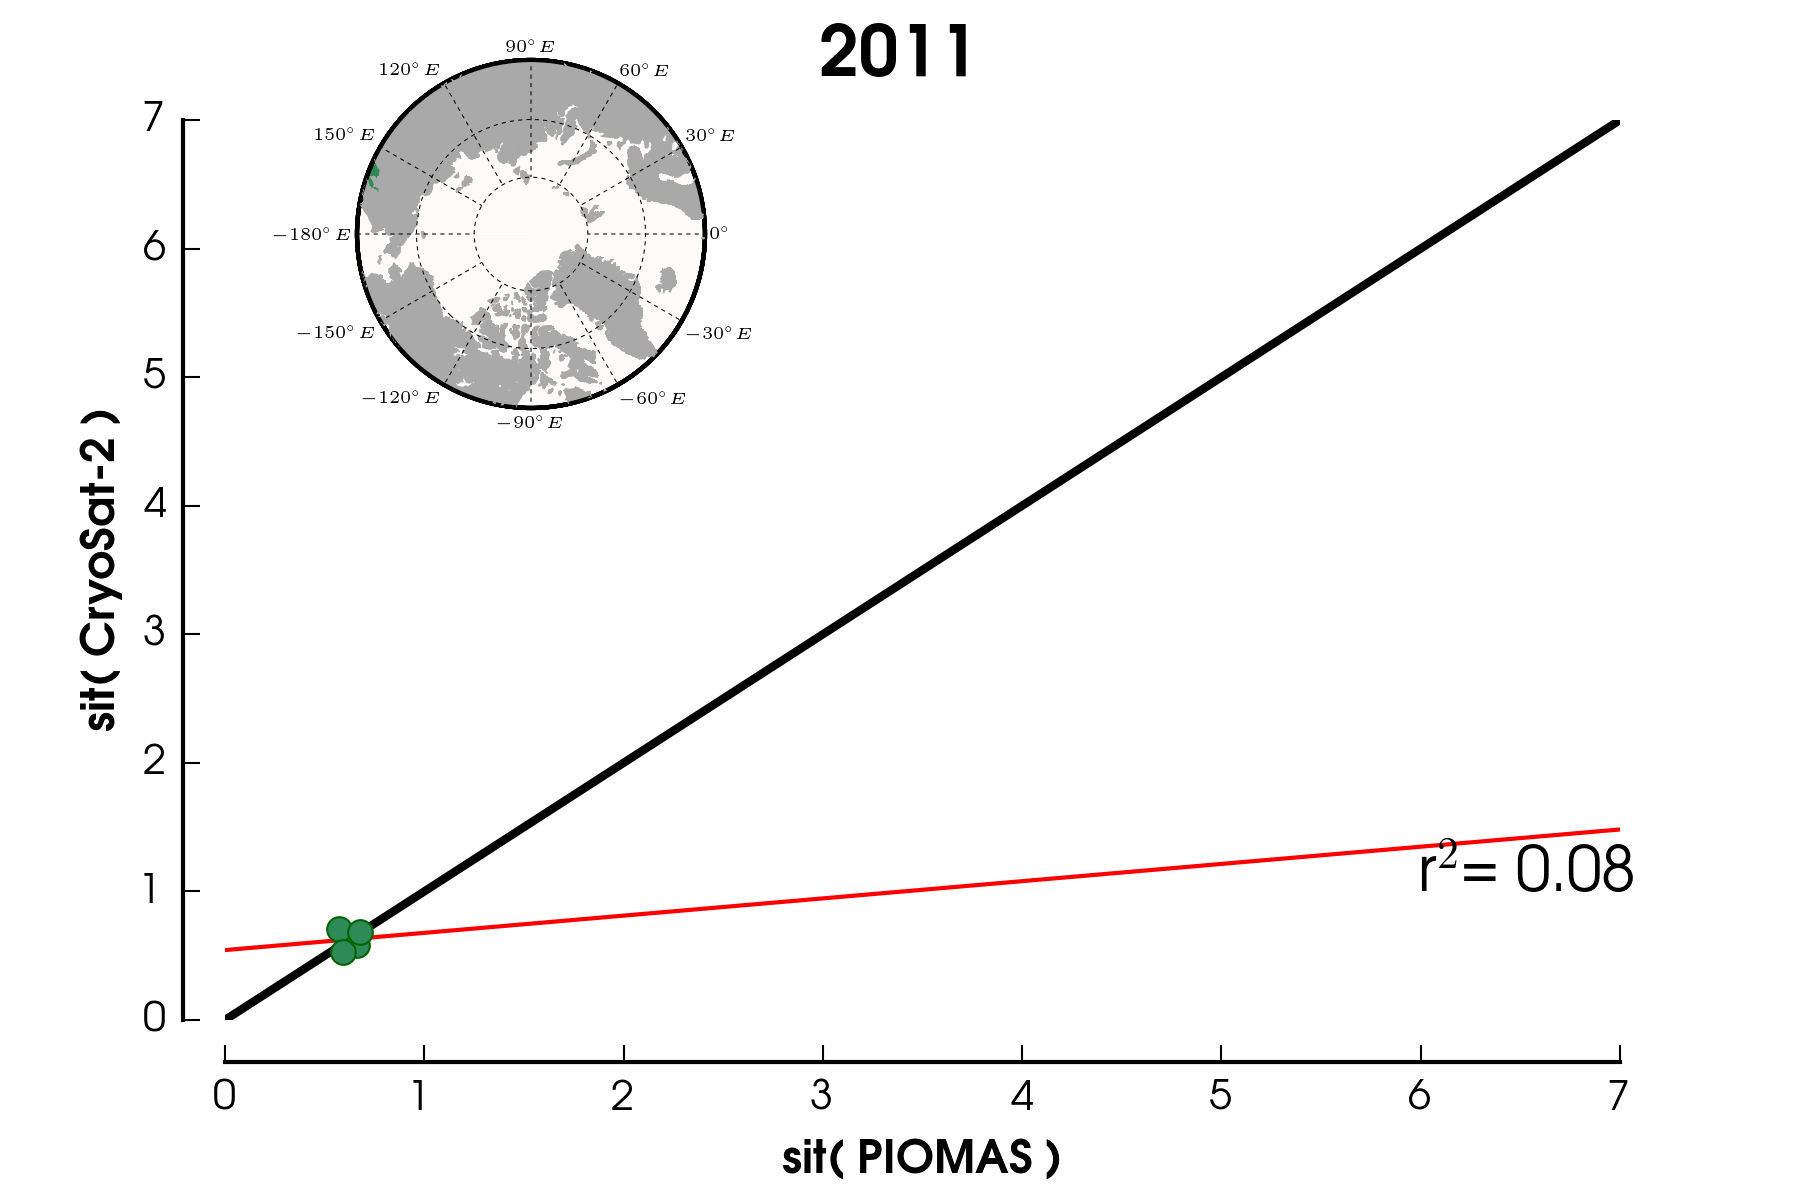 2011
90° E
120° E
60° E
150° E
30° E
−180° E
0°
−150° E
−30° E
−120° E
−60° E
−90° E
7
6
5
4
3
2
1
0
sit( CryoSat-2 )
r²= 0.08
0 1 2 3 4 5 6 7
sit( PIOMAS )